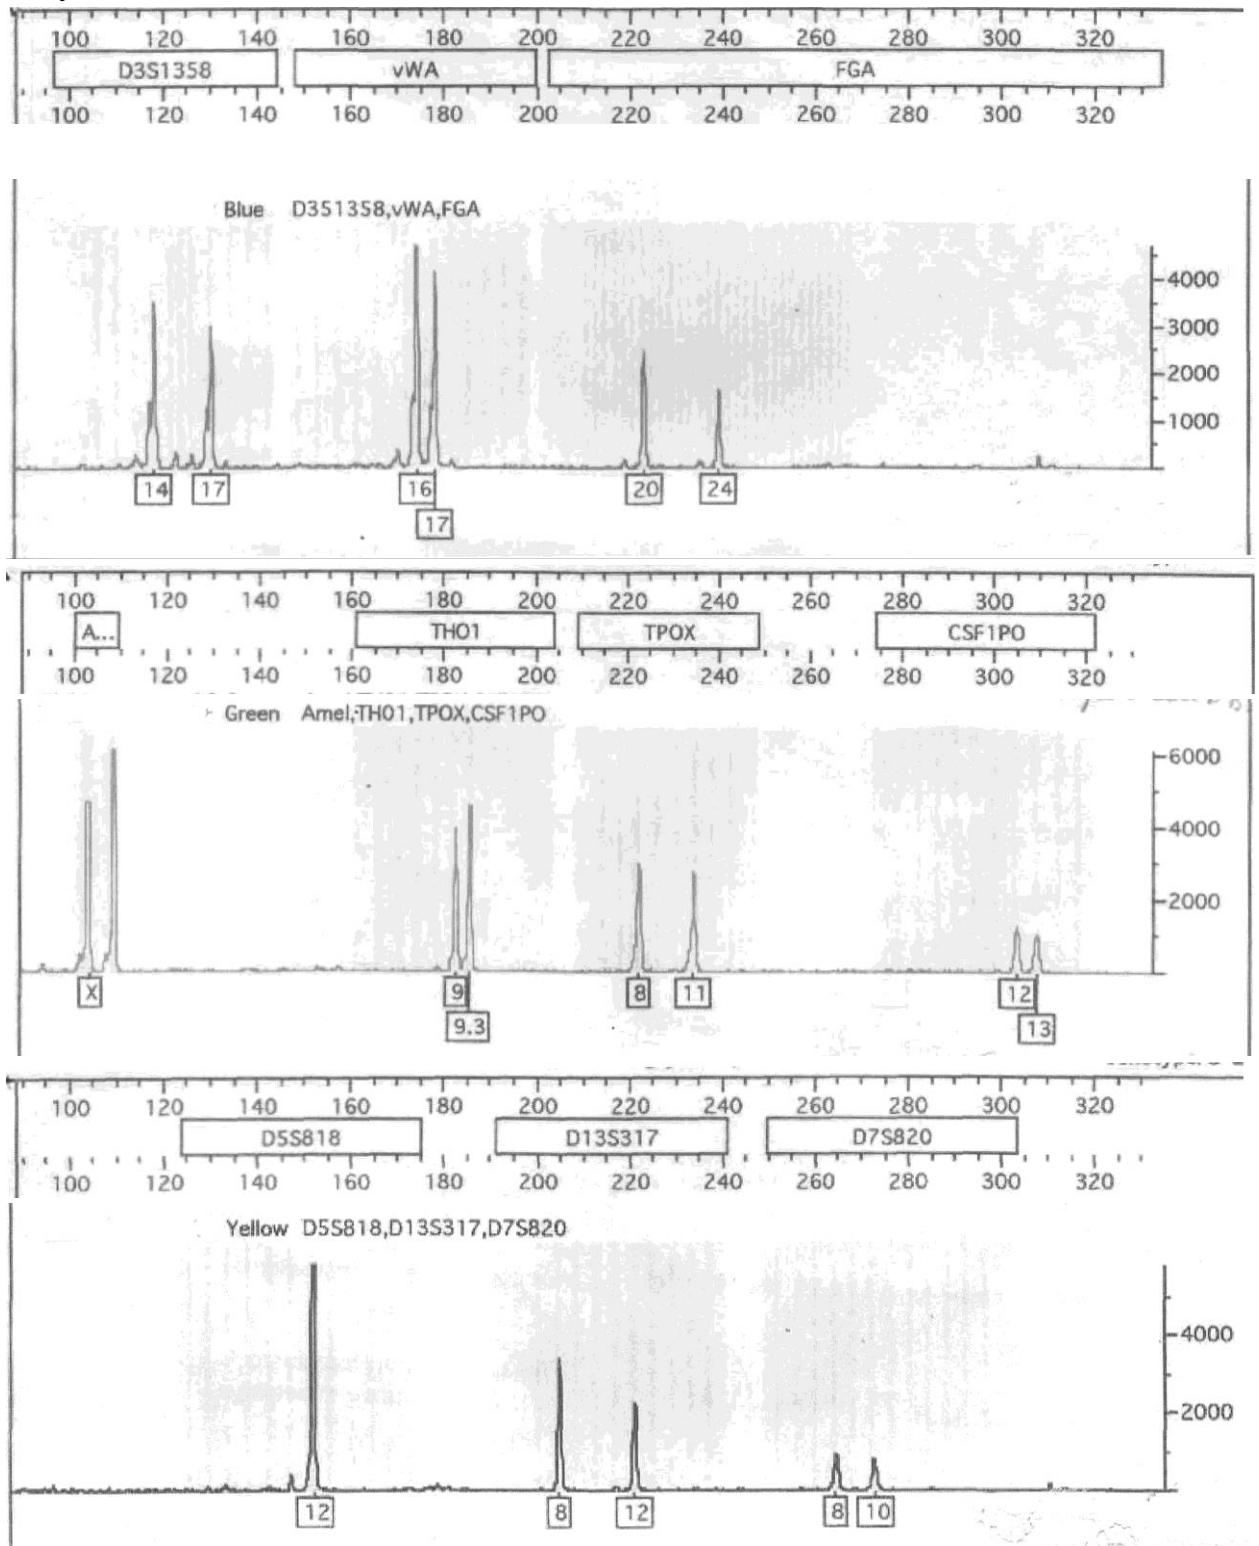 100 120 140 160 180 200 220 240 260 280 300 320
D3S1358 vWA FGA
100 120 140 160 180 200 220 240 260 280 300 320
Blue D3S1358,vWA,FGA
4000
3000
2000
1000
14 17 16 20 24
17
100 120 140 160 180 200 220 240 260 280 300 320
A... THO1 TPOX CSF1PO
100 120 140 160 180 200 220 240 260 280 300 320
Green Amel,TH01,TPOX,CSF1PO
6000
4000
2000
X 9 8 11 12
9.3 13
100 120 140 160 180 200 220 240 260 280 300 320
D5S818 D13S317 D7S820
100 120 140 160 180 200 220 240 260 280 300 320
Yellow D5S818,D13S317,D7S820
4000
2000
12 8 12 8 10